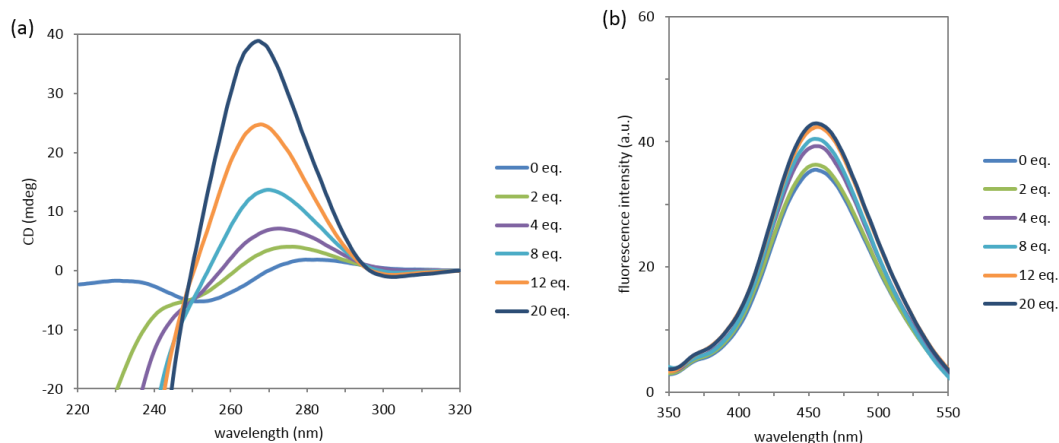 (a)
40
30
20
10
0
-10
-20
CD (mdeg)
220 240 260 280 300 320
wavelength (nm)
0 eq.
2 eq.
4 eq.
8 eq.
12 eq.
20 eq.
(b)
60
40
20
0
fluorescence intensity (a.u.)
350 400 450 500 550
wavelength (nm)
0 eq.
2 eq.
4 eq.
8 eq.
12 eq.
20 eq.